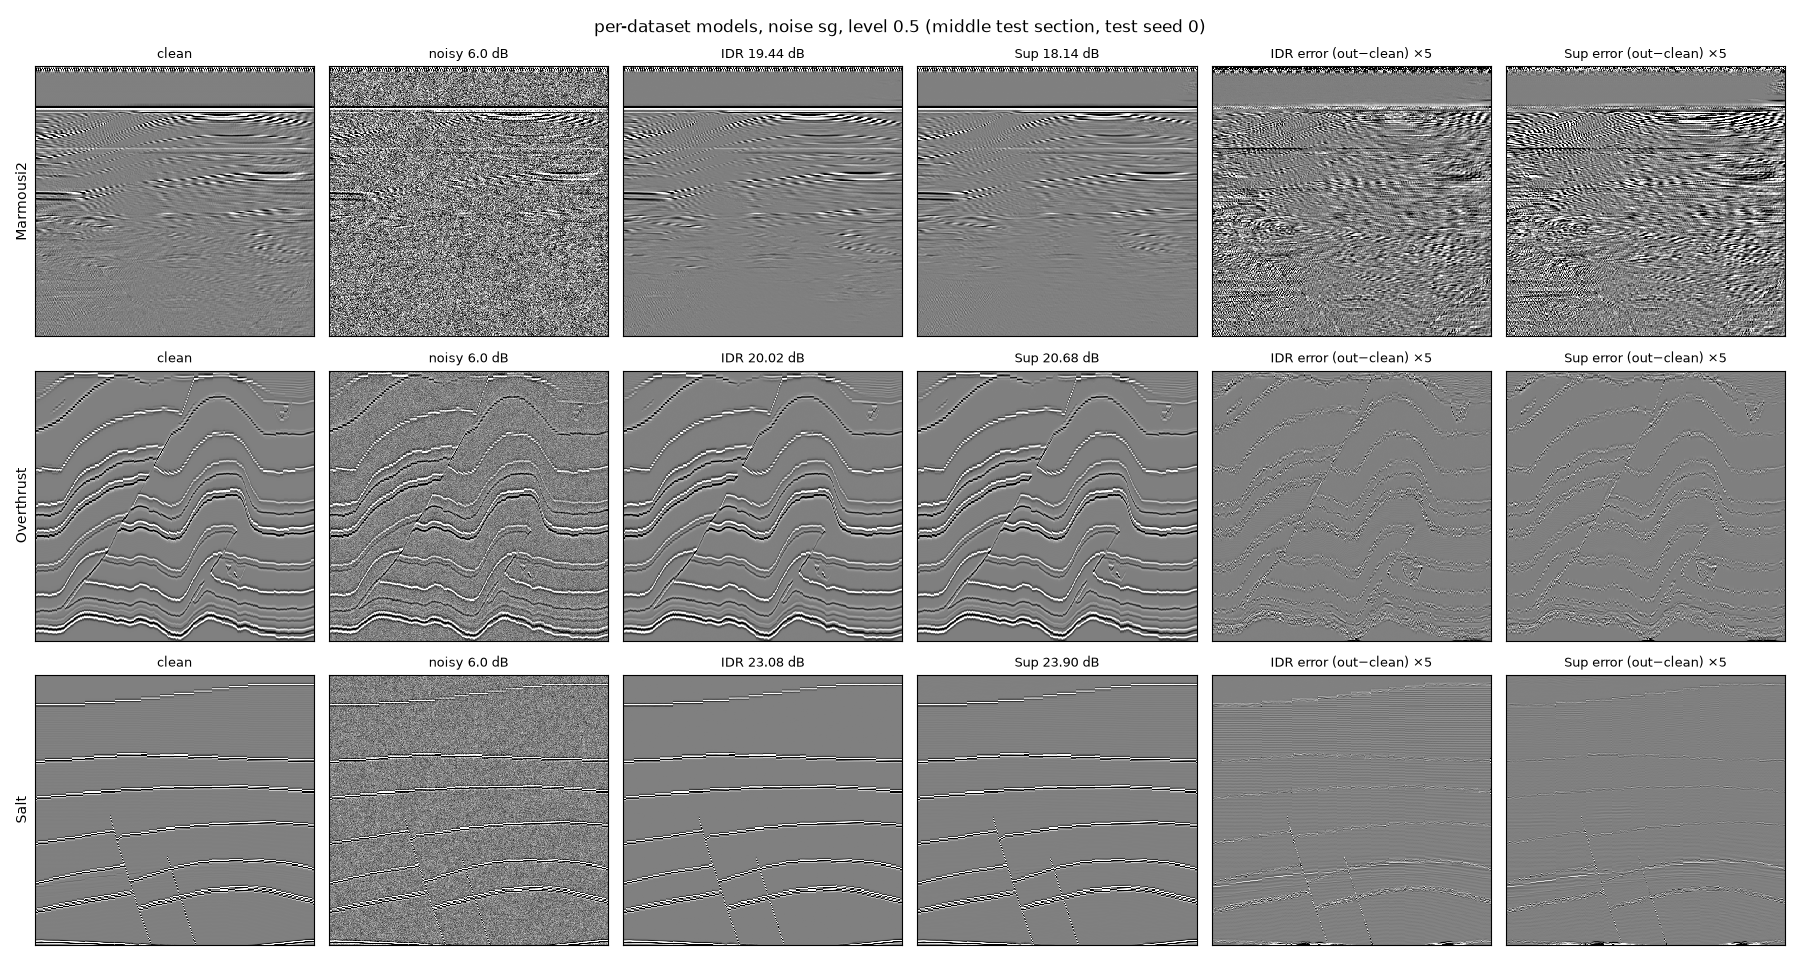 per-dataset models, noise sg, level 0.5 (middle test section, test seed 0)
clean
noisy 6.0 dB
IDR 19.44 dB
Sup 18.14 dB
IDR error (out−clean) ×5
Sup error (out−clean) ×5
Marmousi2
clean
noisy 6.0 dB
IDR 20.02 dB
Sup 20.68 dB
IDR error (out−clean) ×5
Sup error (out−clean) ×5
Overthrust
clean
noisy 6.0 dB
IDR 23.08 dB
Sup 23.90 dB
IDR error (out−clean) ×5
Sup error (out−clean) ×5
Salt